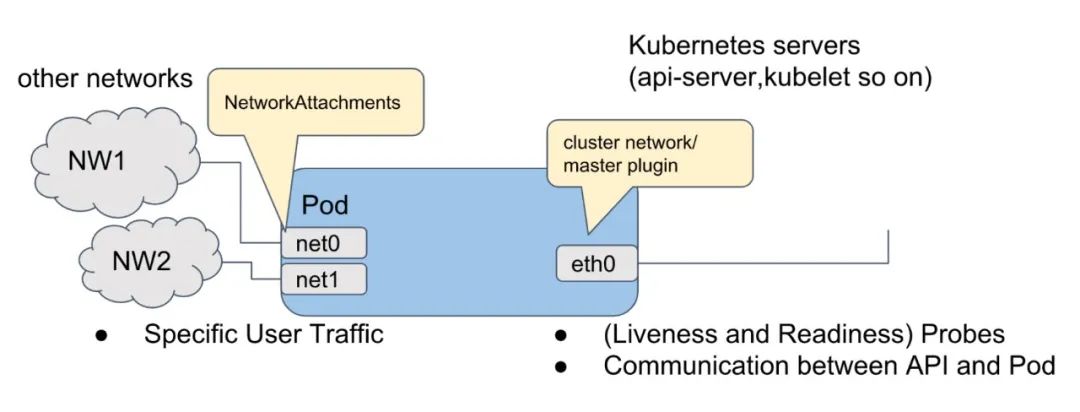 Kubernetes servers
(api-server,kubelet so on)
other networks
NetworkAttachments
cluster network/
master plugin
NW1
Pod
net0
eth0
NW2
net1
● Specific User Traffic
● (Liveness and Readiness) Probes
● Communication between API and Pod